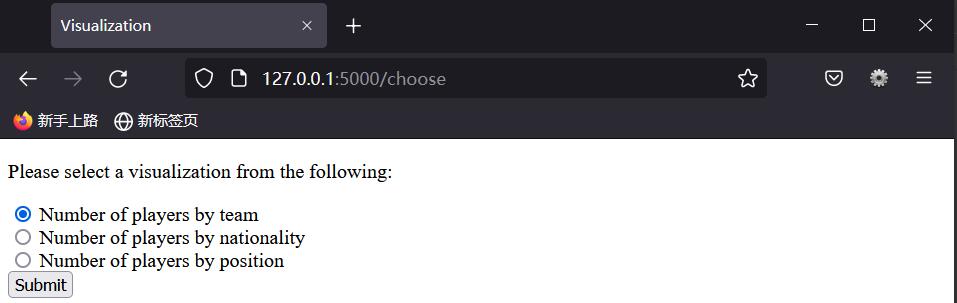 Visualization
127.0.0.1:5000/choose
新手上路 新标签页
Please select a visualization from the following:
Number of players by team
Number of players by nationality
Number of players by position
Submit